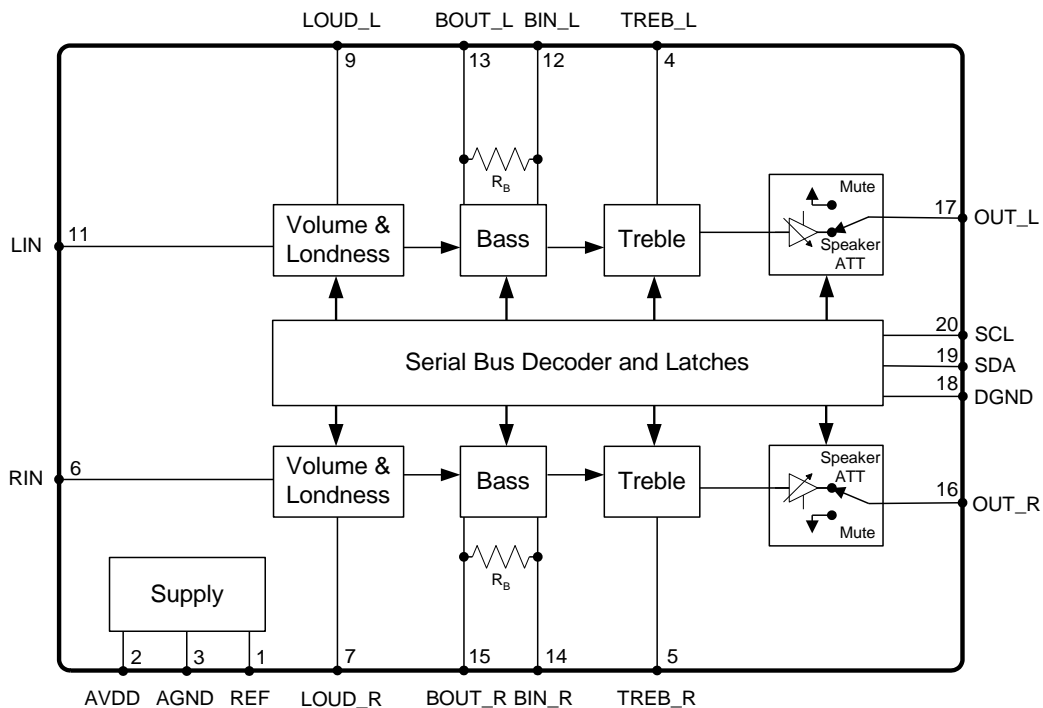 LOUD_L BOUT_L BIN_L TREB_L
9 13 12 4
R_B
Mute
17 OUT_L
Volume & Londness
Bass
Treble
Speaker ATT
LIN 11
20 SCL
Serial Bus Decoder and Latches
19 SDA
18 DGND
RIN 6
Volume & Londness
Bass
Treble
Speaker ATT
16 OUT_R
Mute
R_B
Supply
2 3 1 7 15 14 5
AVDD AGND REF LOUD_R BOUT_R BIN_R TREB_R